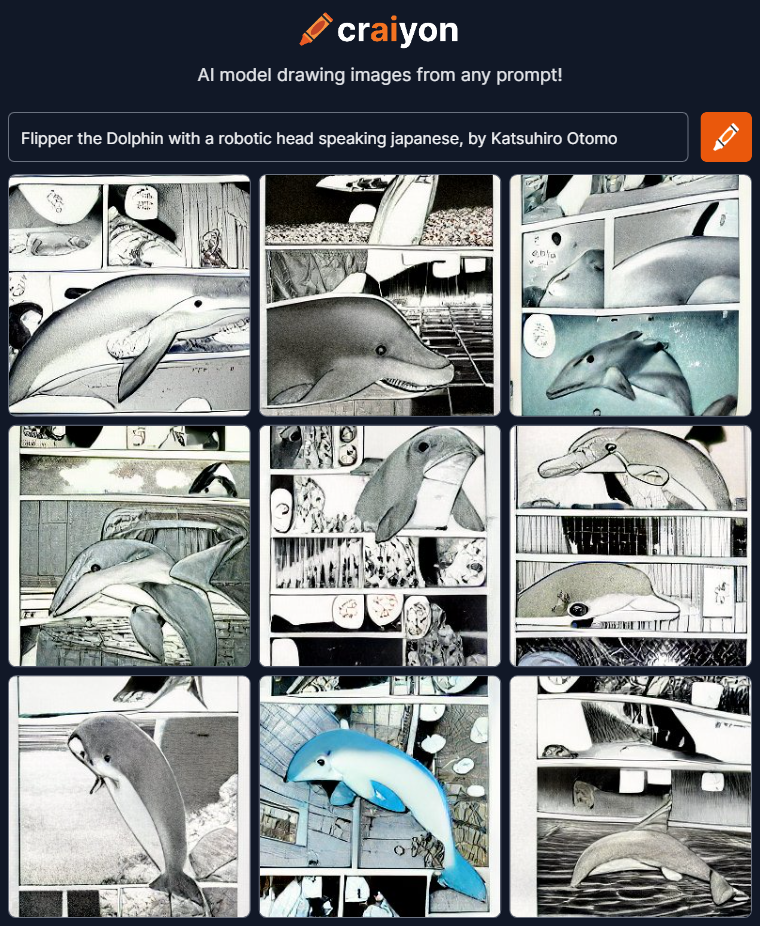 craiyon
AI model drawing images from any prompt!
Flipper the Dolphin with a robotic head speaking japanese, by Katsuhiro Otomo